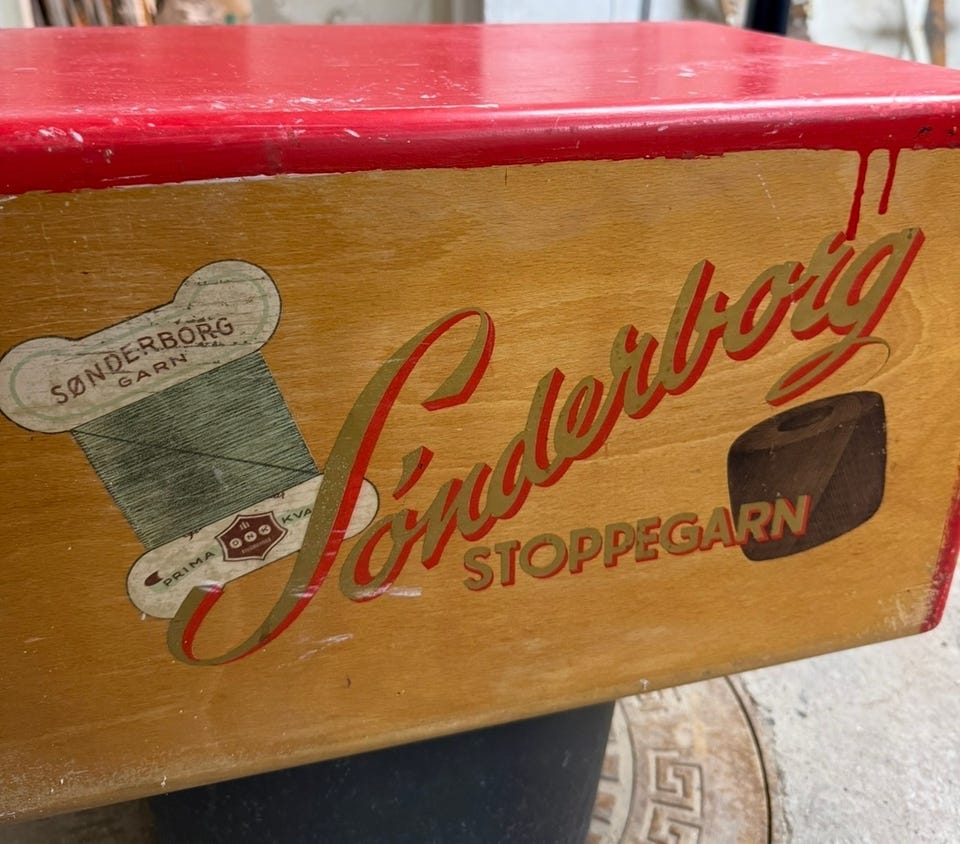 SØNDERBORG
GARN
PRIMA KVA
Sønderborg
STOPPEGARN